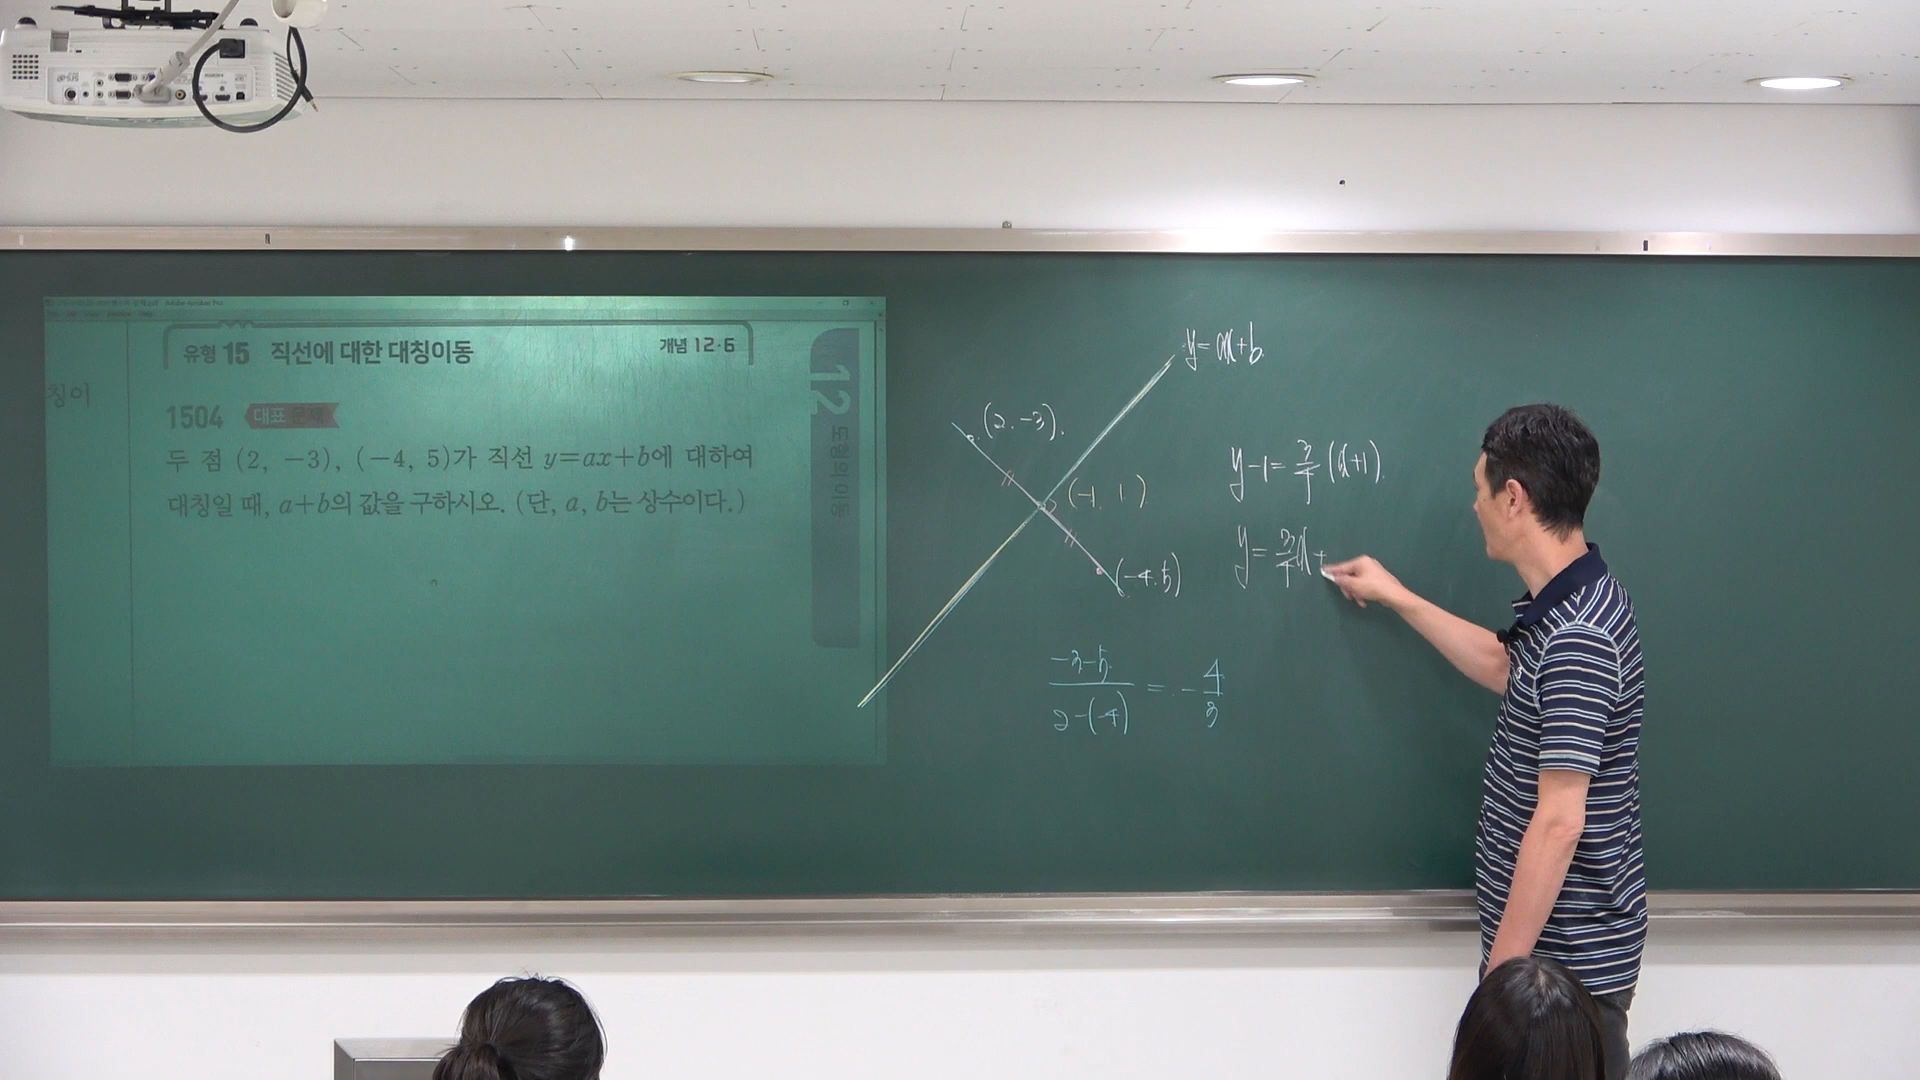 유형 15 직선에 대한 대칭이동
개념 12·6
칭이
12 도형의 이동
1504 대표 문제
두 점 (2, −3), (−4, 5)가 직선 y=ax+b에 대하여
대칭일 때, a+b의 값을 구하시오. (단, a, b는 상수이다.)
y=ax+b
(2. -3).
(-1. 1)
(-4.5)
y-1=3/4(x+1).
y=3/4x+
-3-5. / 2-(-4) = -4/3